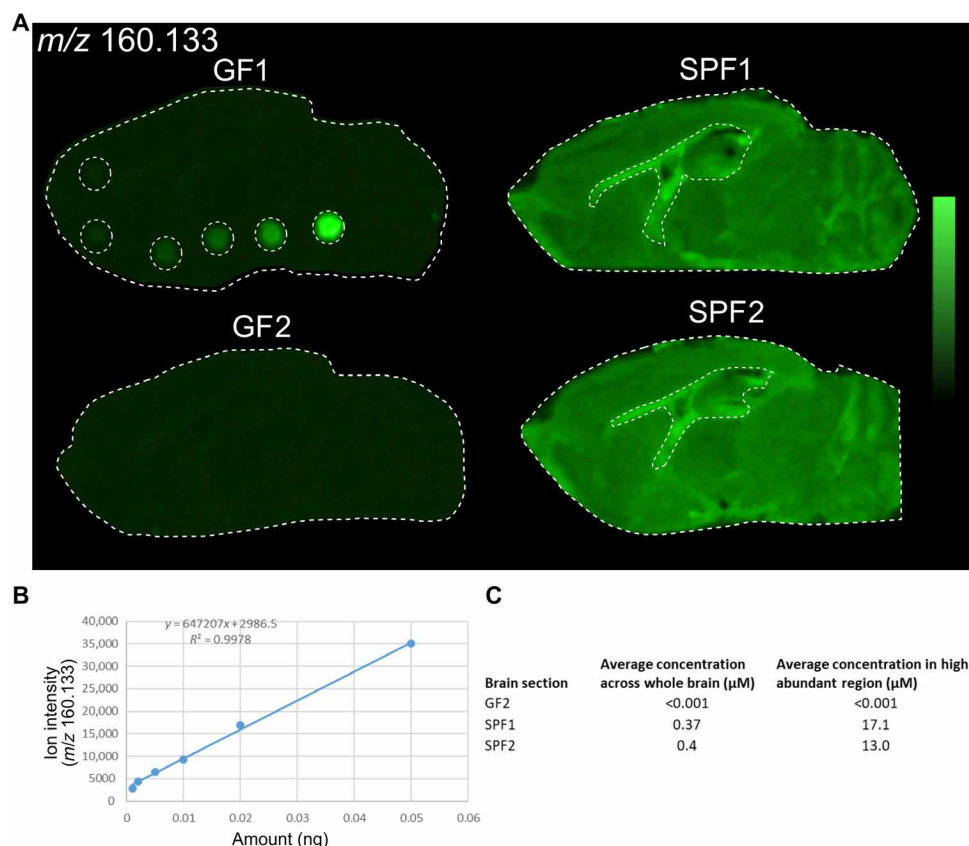 A
m/z 160.133
GF1
SPF1
GF2
SPF2
B
y = 647207x+2986.5
R² = 0.9978
40,000
35,000
30,000
25,000
20,000
15,000
10,000
5000
0
0 0.01 0.02 0.03 0.04 0.05 0.06
Ion intensity
(m/z 160.133)
Amount (ng)
C
Brain section Average concentration across whole brain (µM) Average concentration in high abundant region (µM)
GF2 <0.001 <0.001
SPF1 0.37 17.1
SPF2 0.4 13.0